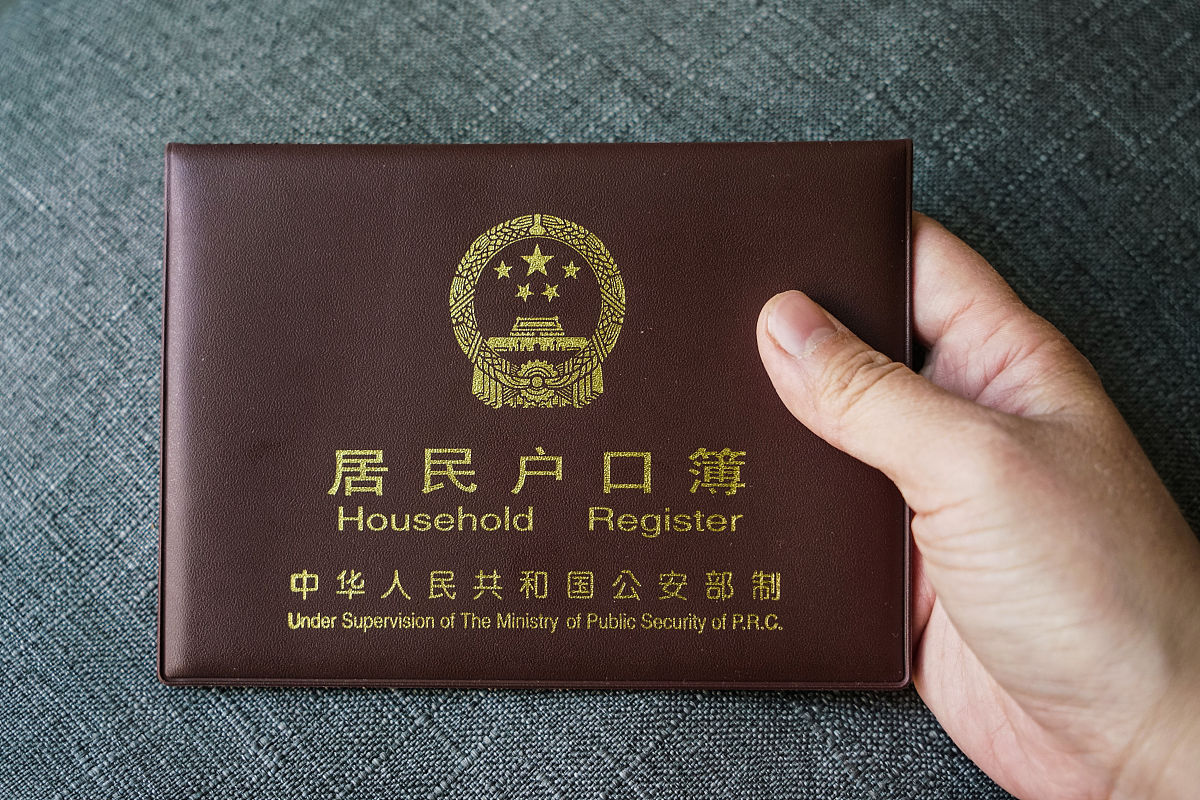 居民户口簿
Household Register
中华人民共和国公安部制
Under Supervision of The Ministry of Public Security of P.R.C.